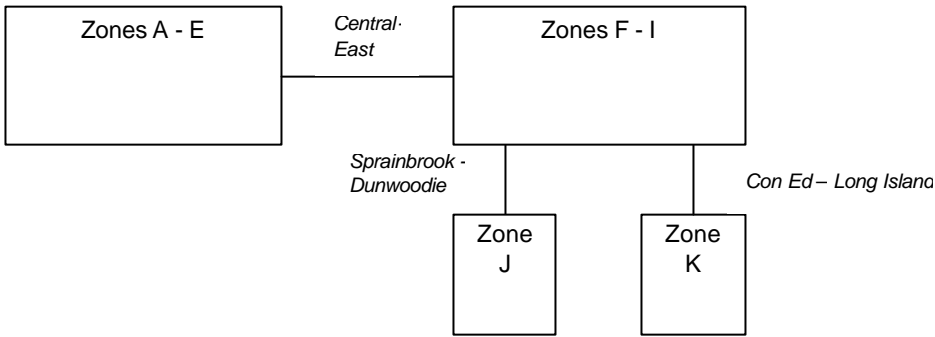 Zones A - E
Central-
East
Zones F - I
Sprainbrook -
Dunwoodie
Con Ed – Long Island
Zone
J
Zone
K